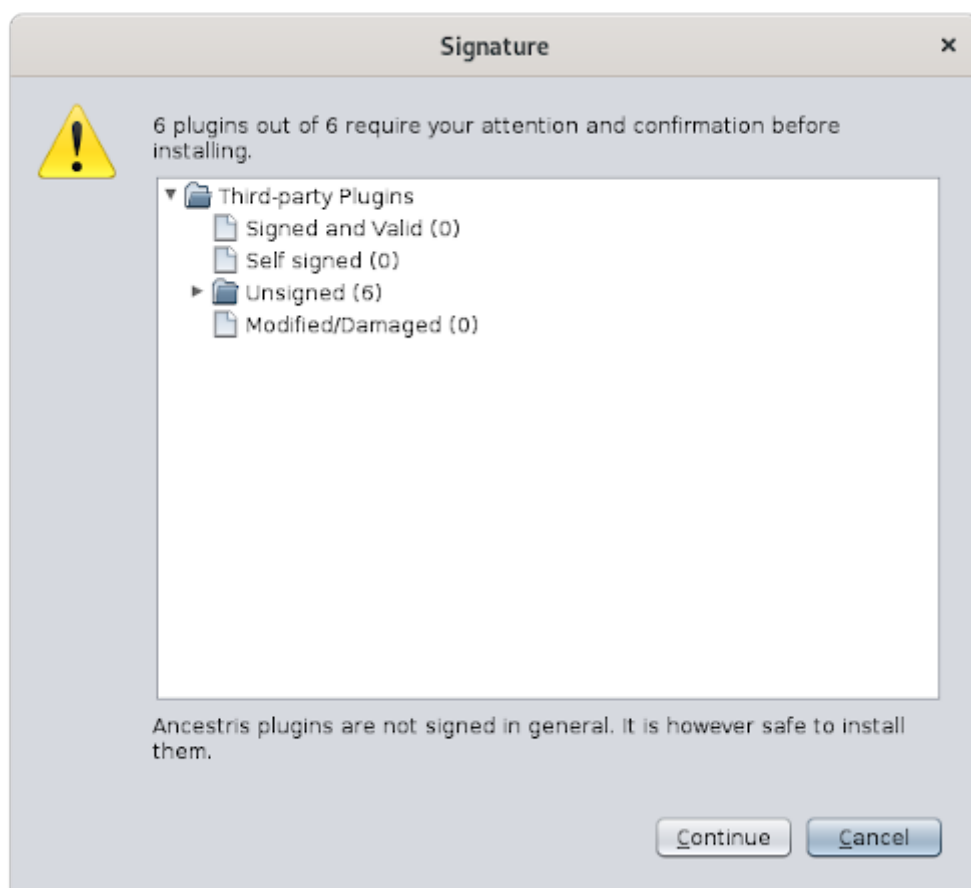 Signature
6 plugins out of 6 require your attention and confirmation before
installing.
Third-party Plugins
Signed and Valid (0)
Self signed (0)
Unsigned (6)
Modified/Damaged (0)
Ancestris plugins are not signed in general. It is however safe to install
them.
Continue
Cancel